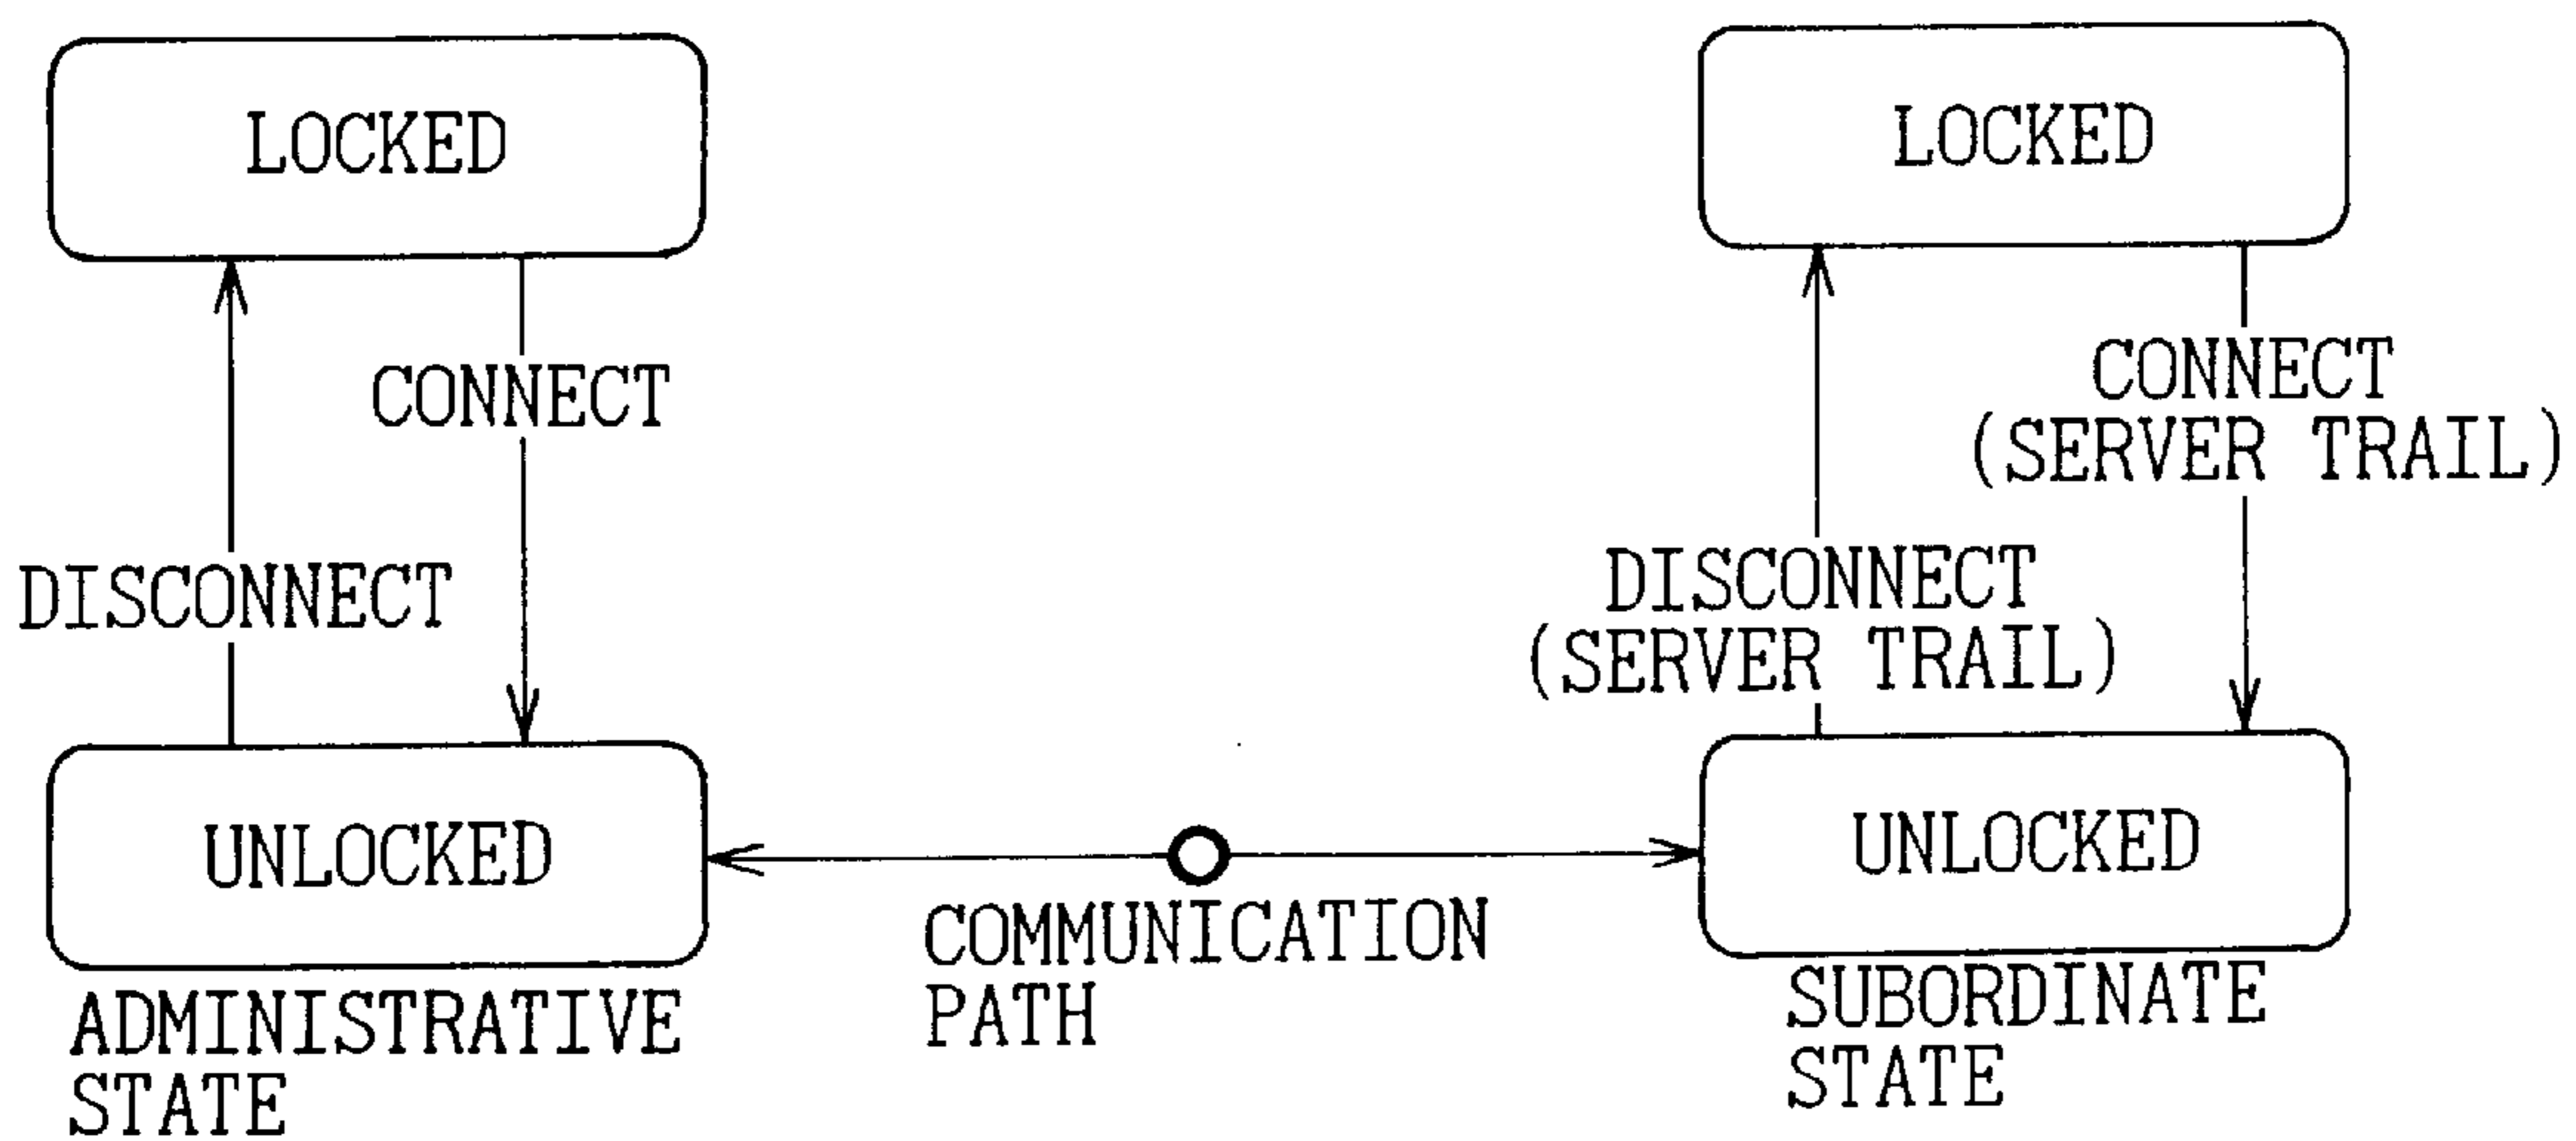 LOCKED
LOCKED
CONNECT
CONNECT
(SERVER TRAIL)
DISCONNECT
DISCONNECT
(SERVER TRAIL)
UNLOCKED
UNLOCKED
COMMUNICATION
PATH
ADMINISTRATIVE
STATE
SUBORDINATE
STATE